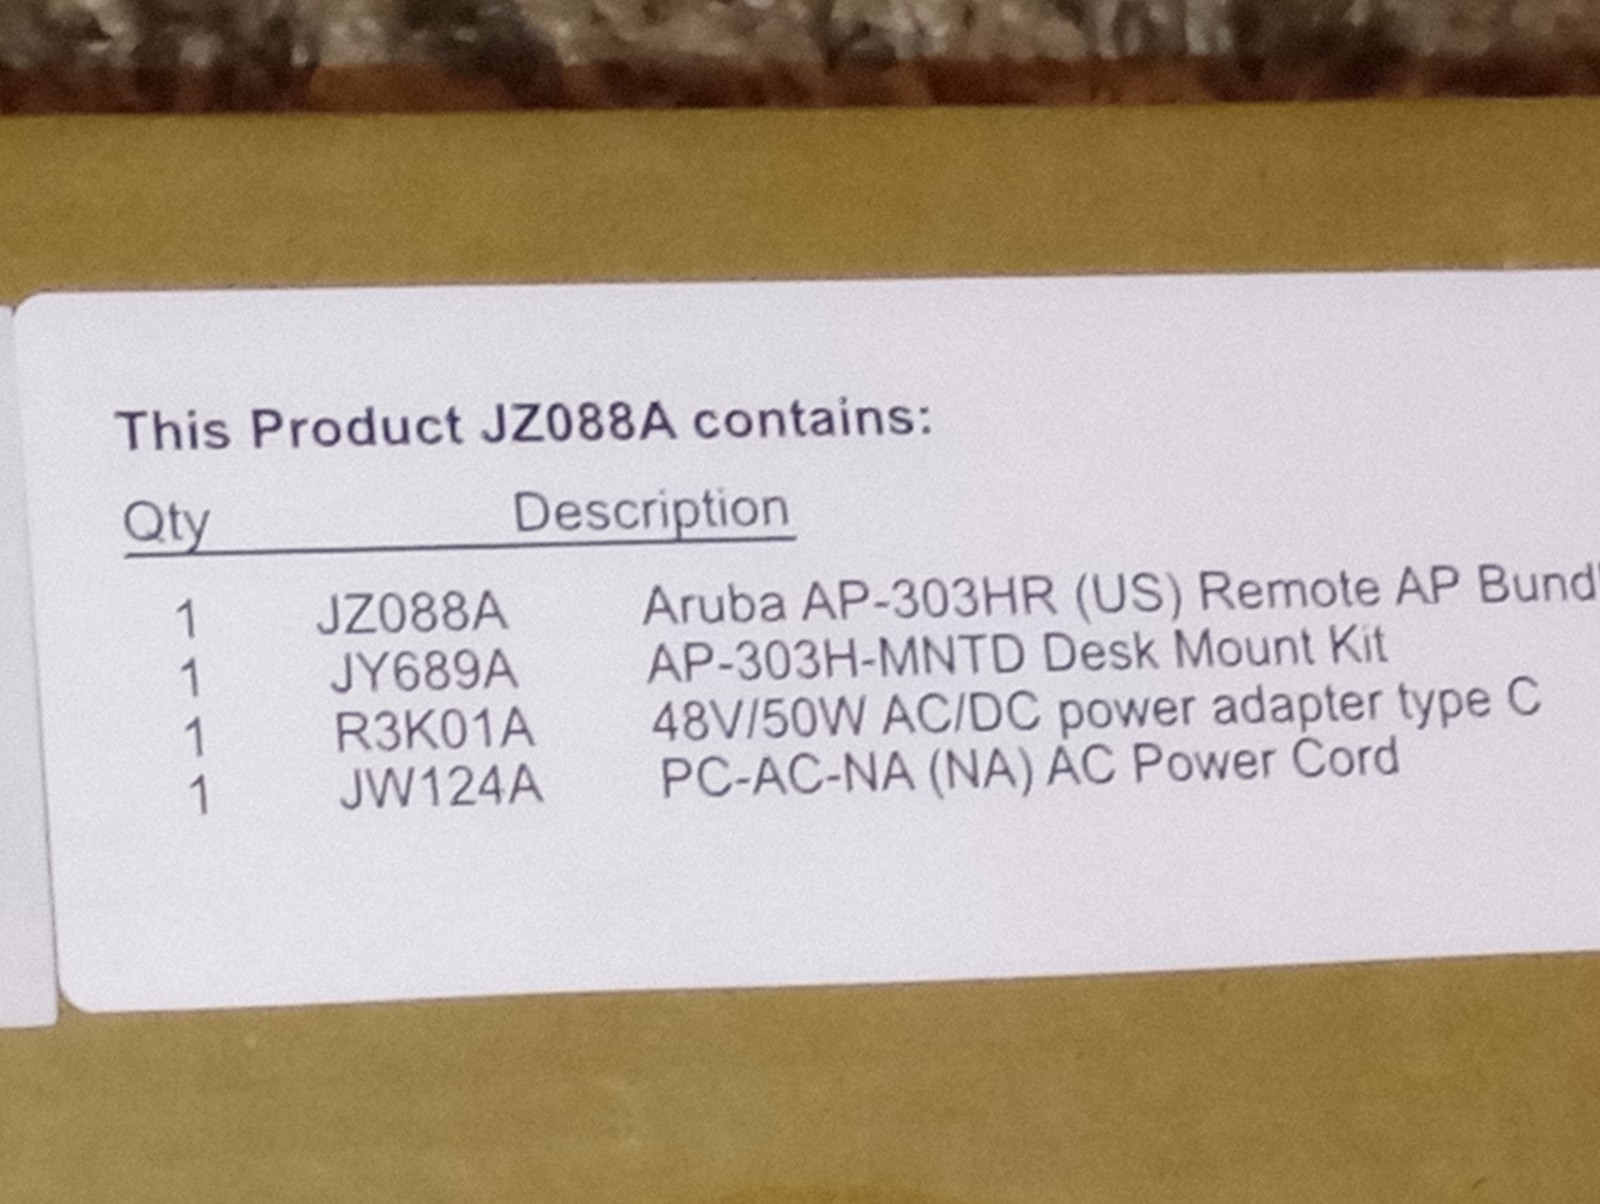 This Product JZ088A contains:
Qty Description
1 JZ088A Aruba AP-303HR (US) Remote AP Bundl
1 JY689A AP-303H-MNTD Desk Mount Kit
1 R3K01A 48V/50W AC/DC power adapter type C
1 JW124A PC-AC-NA (NA) AC Power Cord